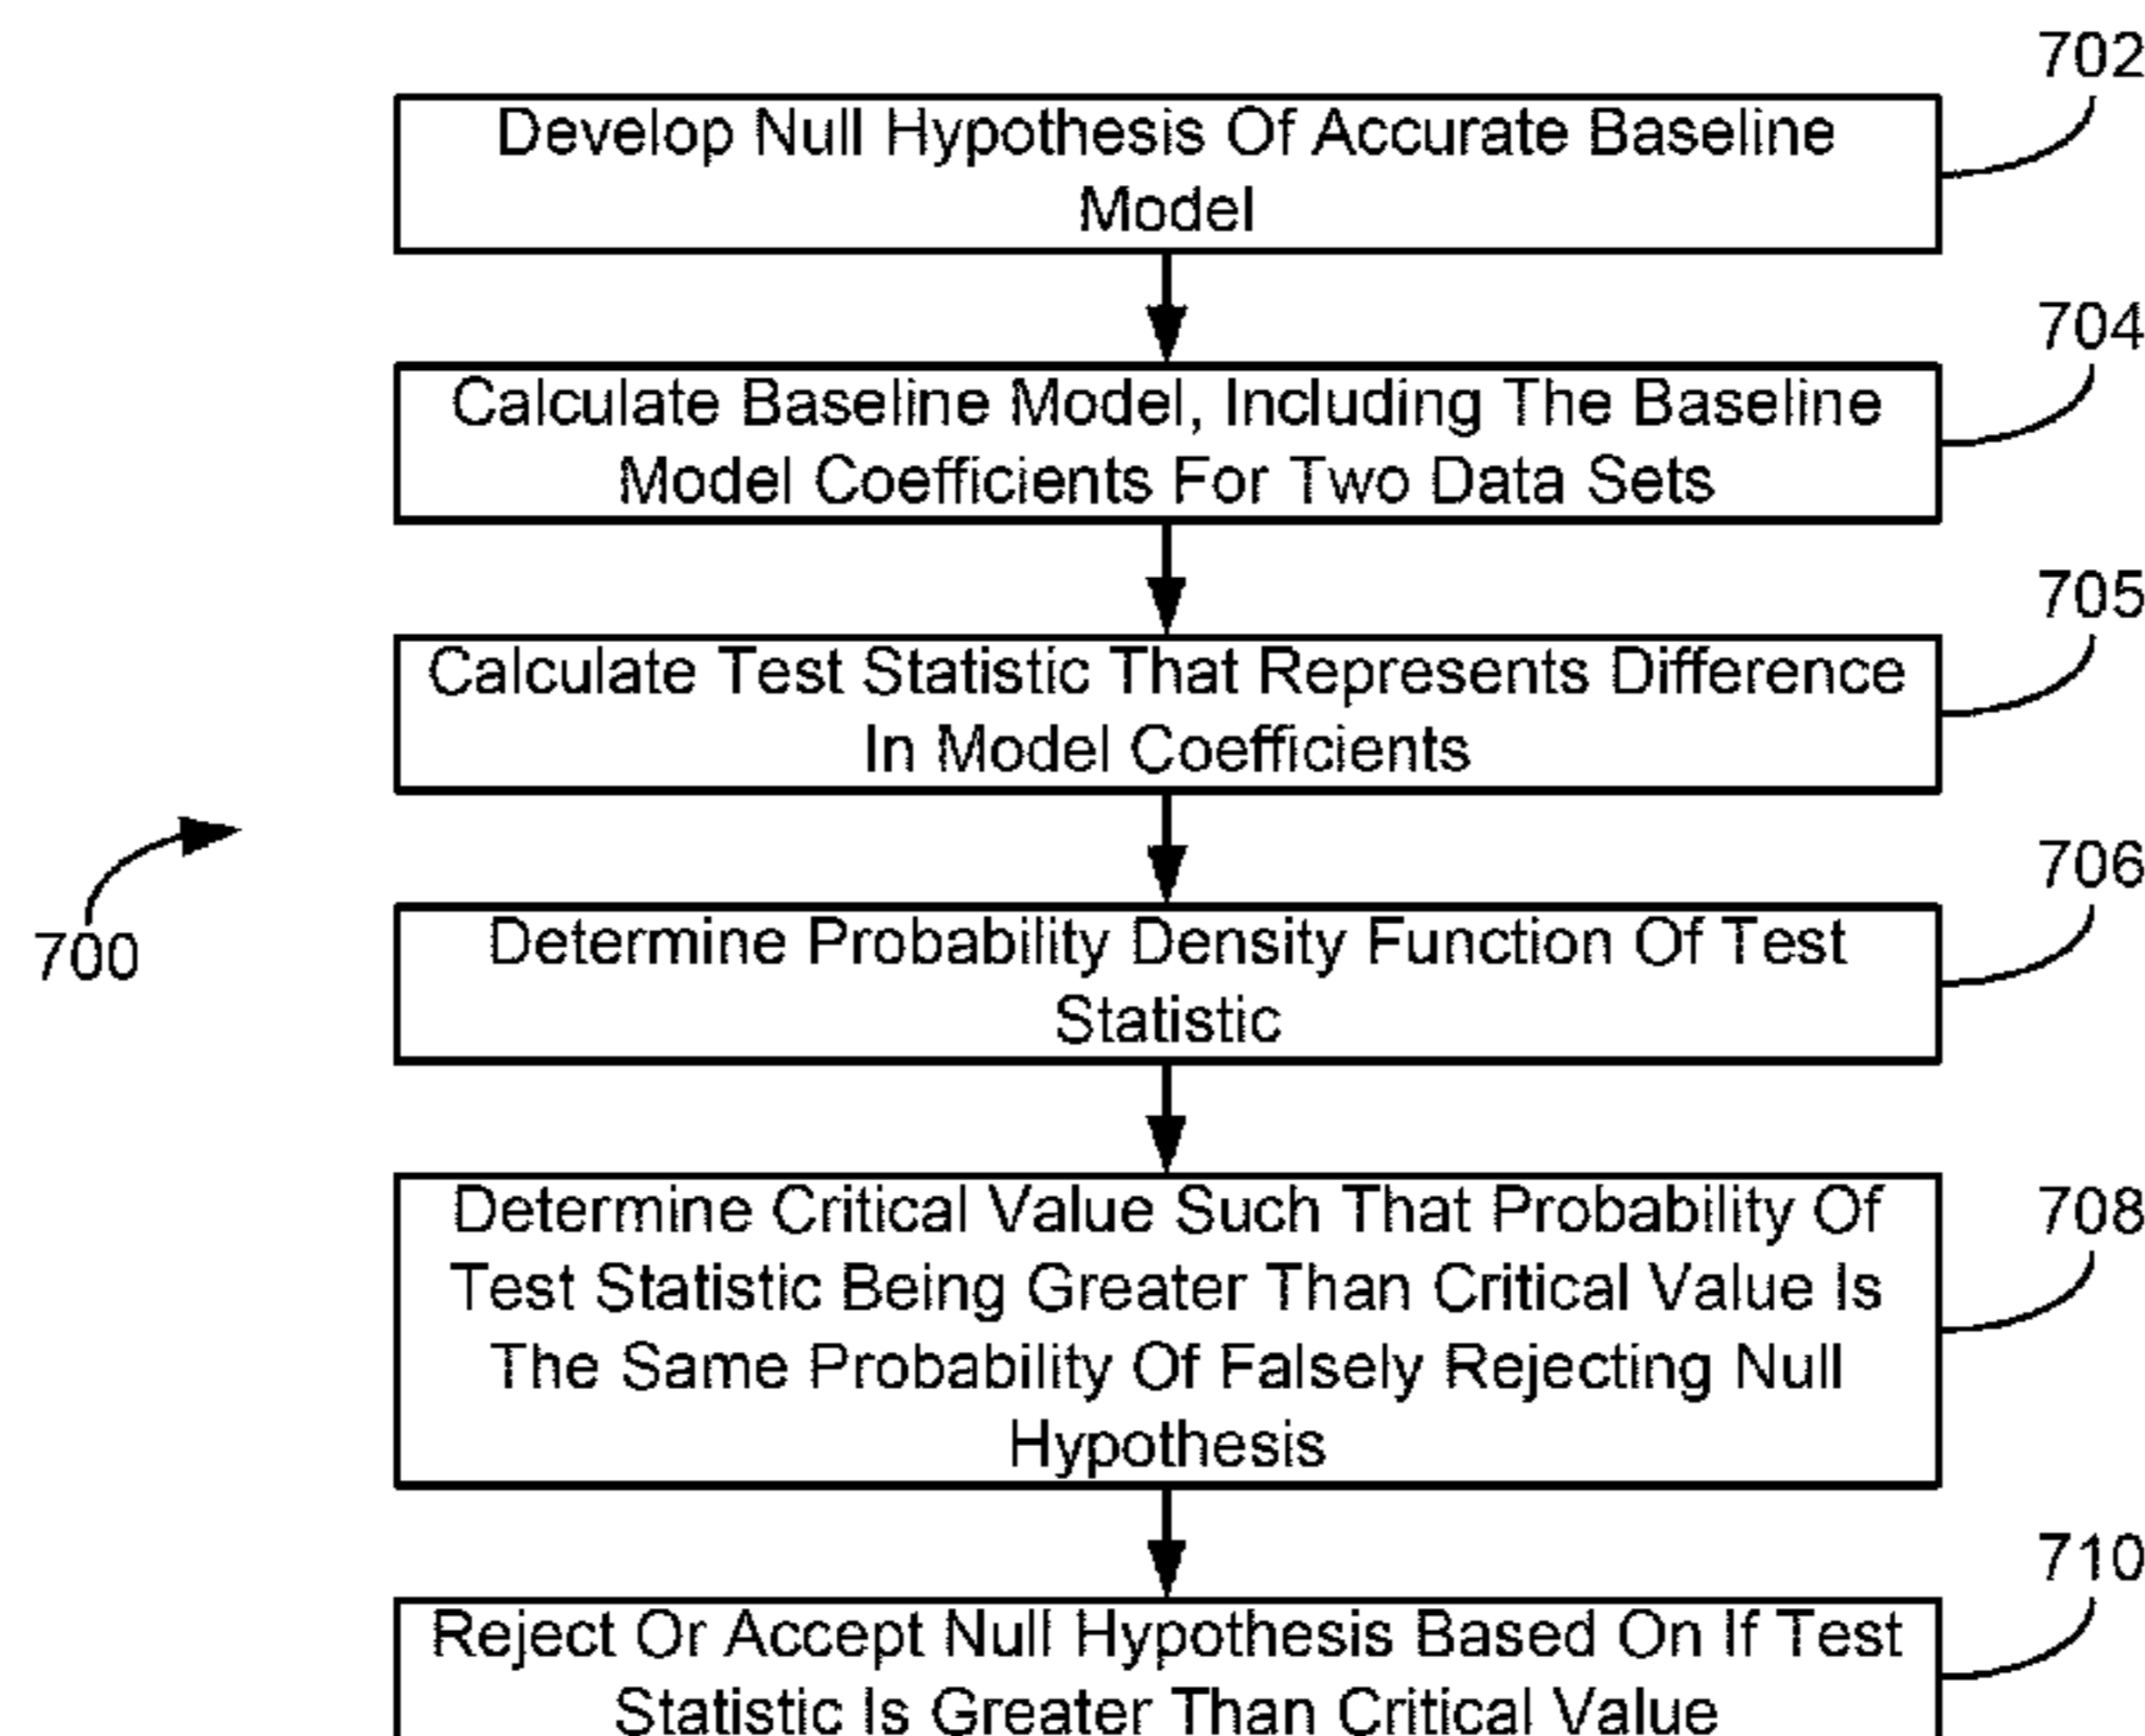 702
Develop Null Hypothesis Of Accurate Baseline
Model
704
Calculate Baseline Model, Including The Baseline
Model Coefficients For Two Data Sets
705
Calculate Test Statistic That Represents Difference
In Model Coefficients
700
706
Determine Probability Density Function Of Test
Statistic
708
Determine Critical Value Such That Probability Of
Test Statistic Being Greater Than Critical Value Is
The Same Probability Of Falsely Rejecting Null
Hypothesis
710
Reject Or Accept Null Hypothesis Based On If Test
Statistic Is Greater Than Critical Value